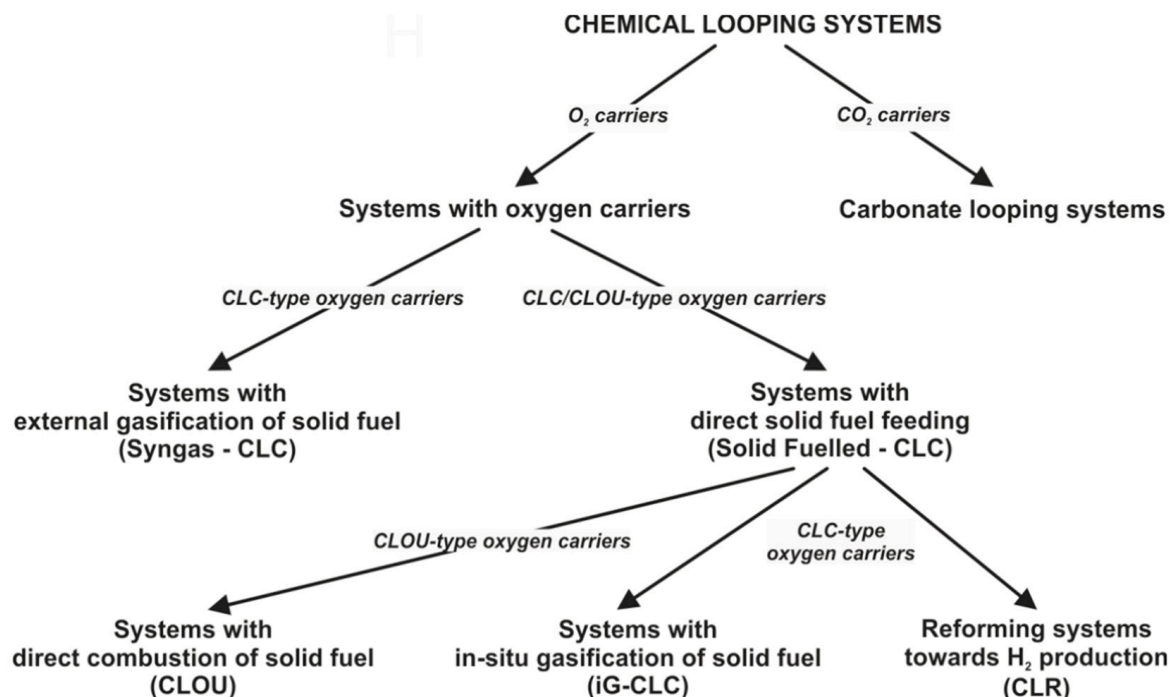 CHEMICAL LOOPING SYSTEMS
O₂ carriers
CO₂ carriers
Systems with oxygen carriers
Carbonate looping systems
CLC-type oxygen carriers
CLC/CLOU-type oxygen carriers
Systems with
external gasification of solid fuel
(Syngas - CLC)
Systems with
direct solid fuel feeding
(Solid Fuelled - CLC)
CLOU-type oxygen carriers
CLC-type
oxygen carriers
Systems with
direct combustion of solid fuel
(CLOU)
Systems with
in-situ gasification of solid fuel
(iG-CLC)
Reforming systems
towards H₂ production
(CLR)